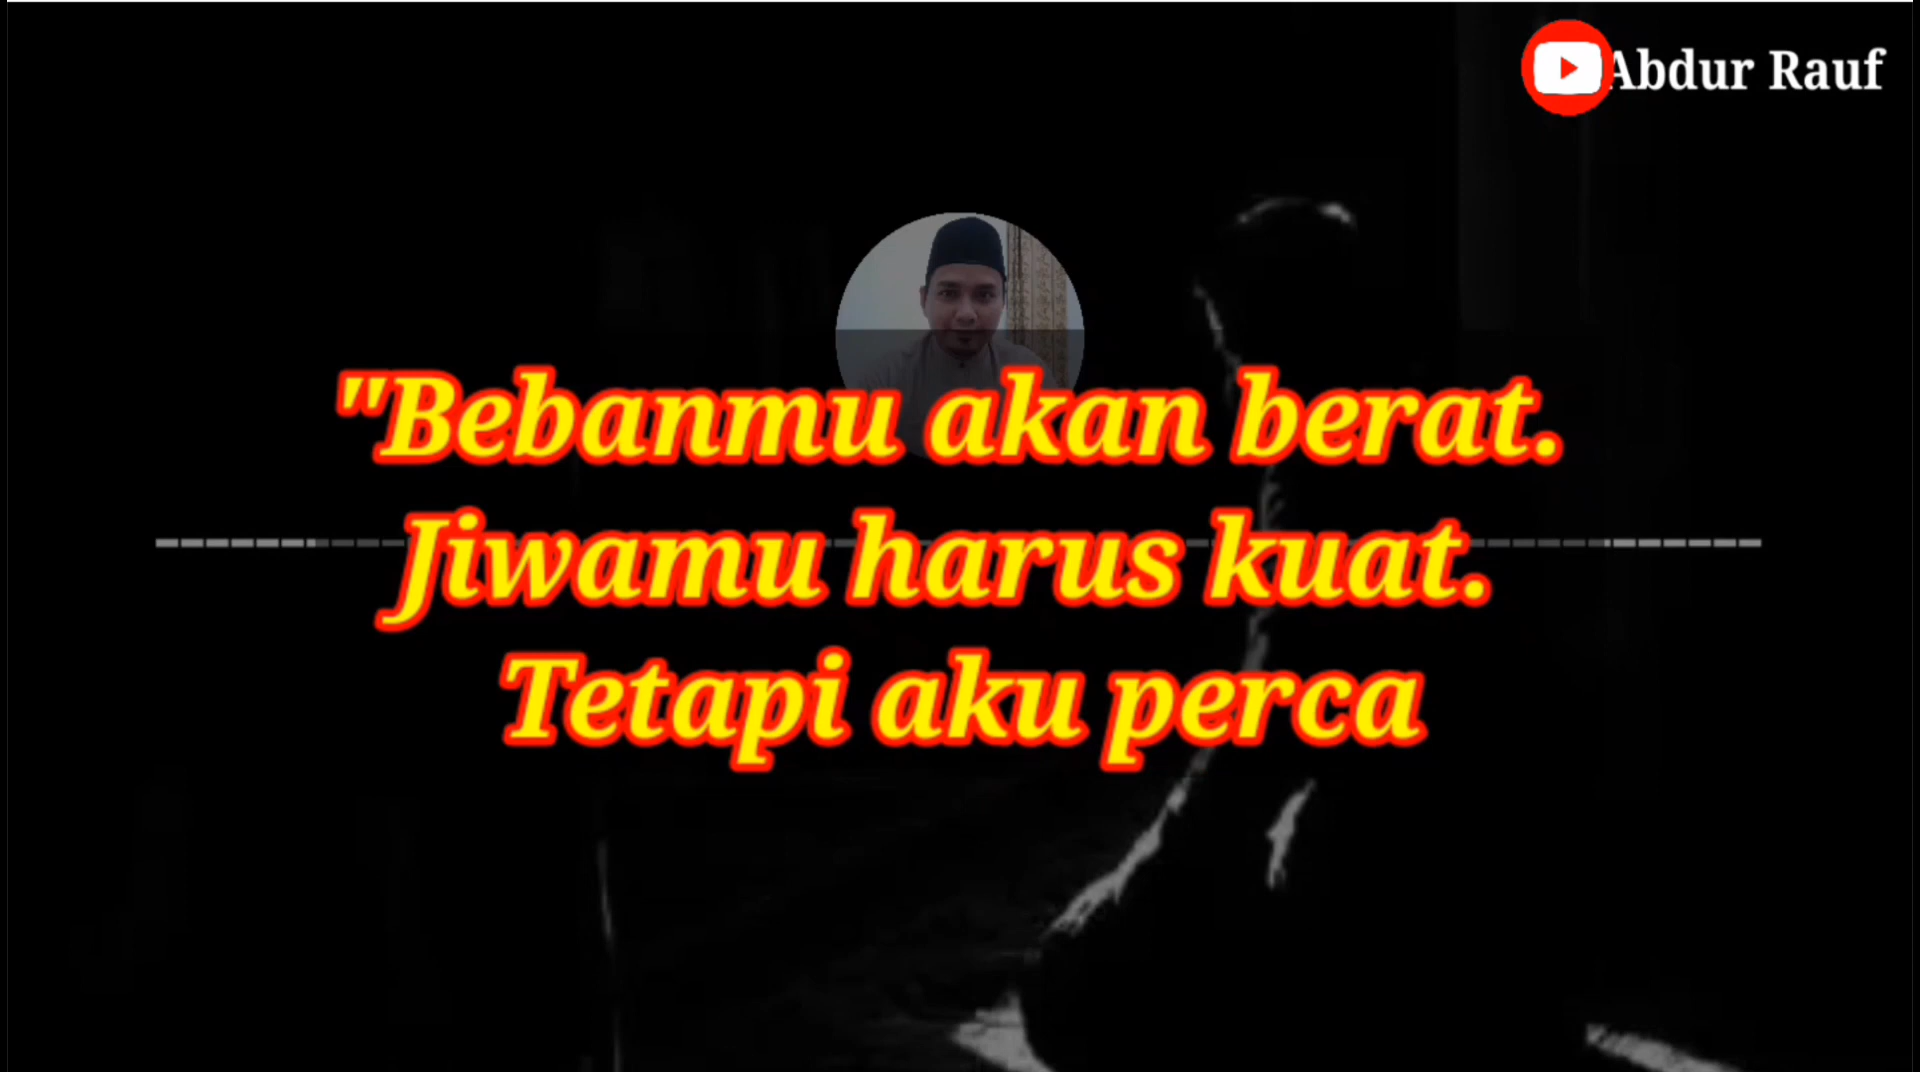 Abdur Rauf
"Bebanmu akan berat.
Jiwamu harus kuat.
Tetapi aku perca